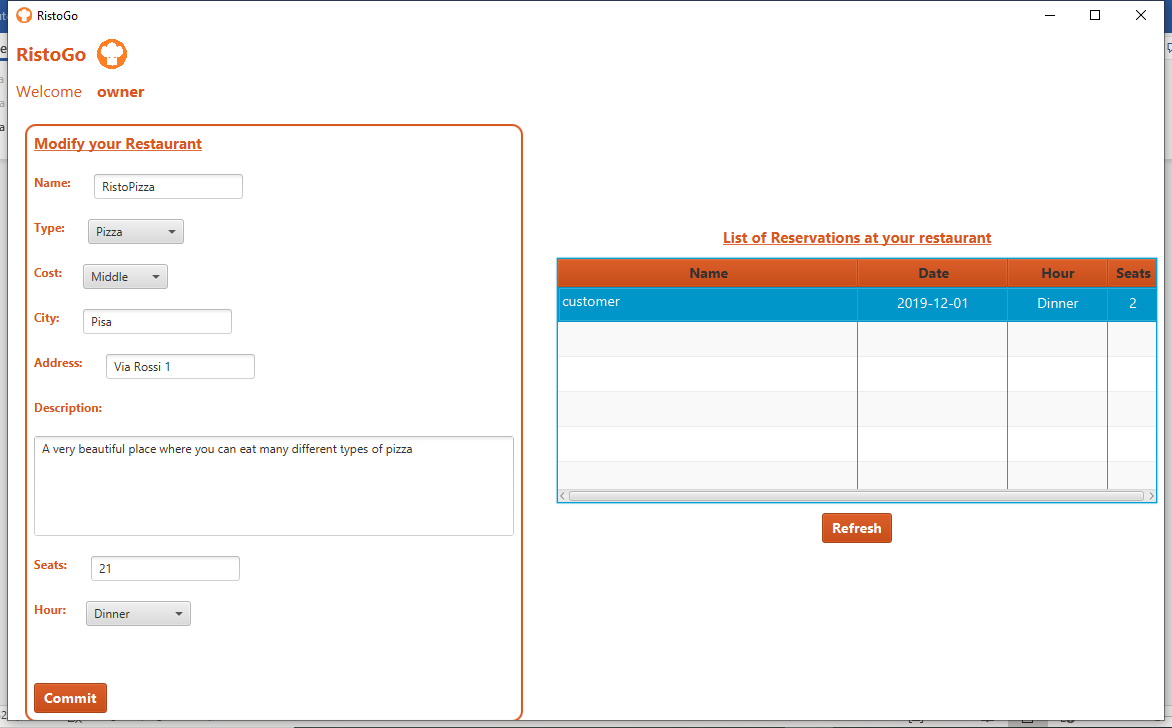 RistoGo
RistoGo
Welcome owner
Modify your Restaurant
Name: RistoPizza
Type: Pizza
Cost: Middle
City: Pisa
Address: Via Rossi 1
Description:
A very beautiful place where you can eat many different types of pizza
Seats: 21
Hour: Dinner
Commit
List of Reservations at your restaurant
Name Date Hour Seats
customer 2019-12-01 Dinner 2
Refresh